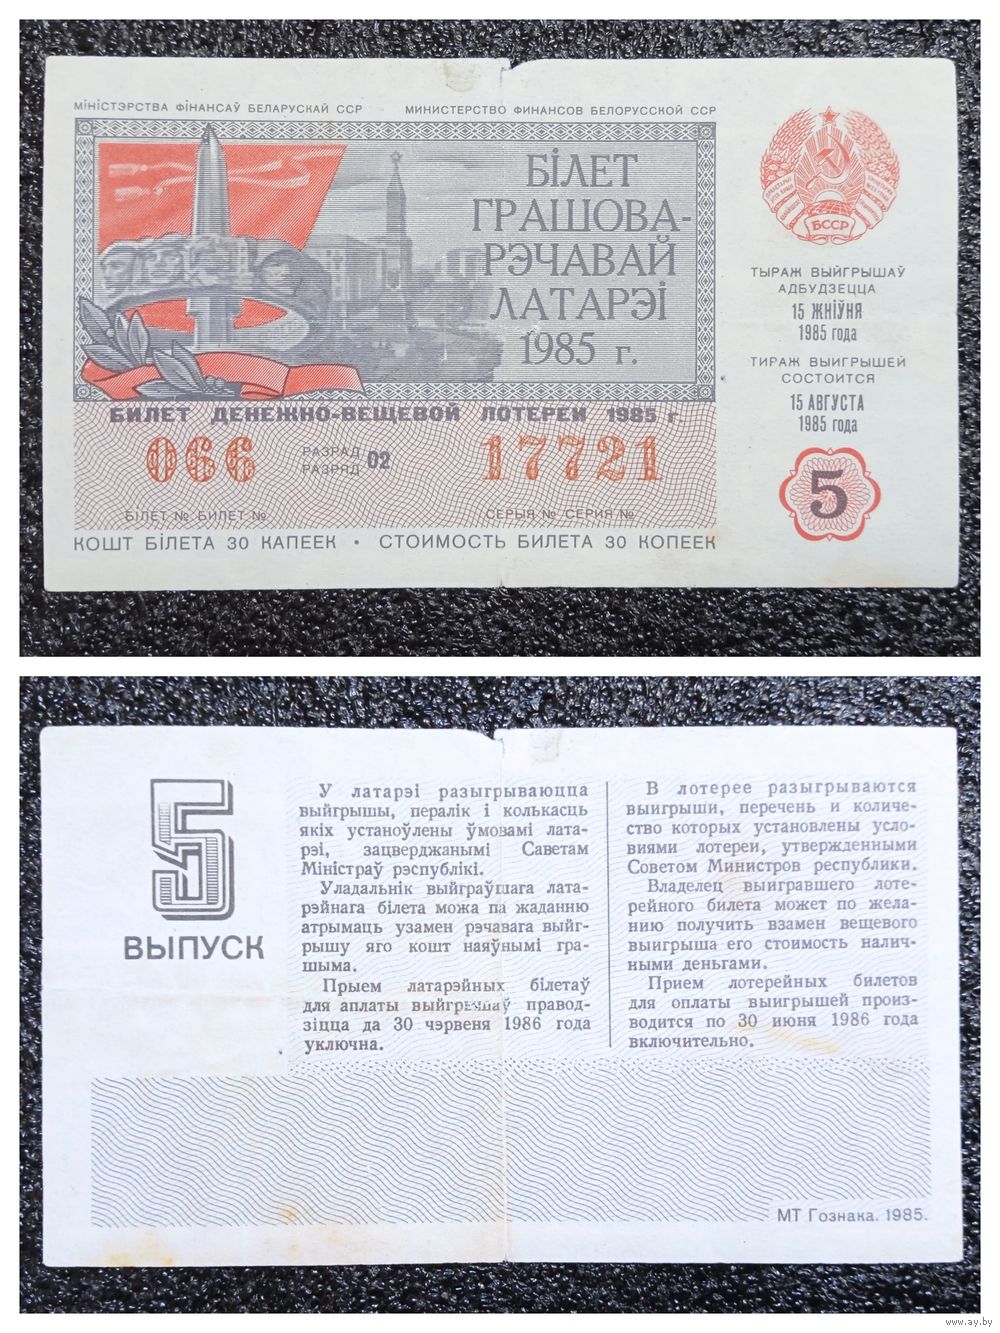 МІНІСТЭРСТВА ФІНАНСАЎ БЕЛАРУСКАЙ ССР
МИНИСТЕРСТВО ФИНАНСОВ БЕЛОРУССКОЙ ССР
БІЛЕТ
ГРАШОВА-
РЭЧАВАЙ
ЛАТАРЭІ
1985 г.
БССР
ТЫРАЖ ВЫЙГРЫШАЎ
АДБУДЗЕЦЦА
15 ЖНІЎНЯ
1985 года
ТИРАЖ ВЫИГРЫШЕЙ
СОСТОИТСЯ
15 АВГУСТА
1985 года
5
БИЛЕТ ДЕНЕЖНО-ВЕЩЕВОЙ ЛОТЕРЕИ 1985 г.
066
РАЗРАД
РАЗРЯД 02
17721
БІЛЕТ № БИЛЕТ №
СЕРЫЯ № СЕРИЯ №
КОШТ БІЛЕТА 30 КАПЕЕК • СТОИМОСТЬ БИЛЕТА 30 КОПЕЕК
5
ВЫПУСК
У латарэі разыгрываюцца
выйгрышы, пералік і колькасць
якіх устаноўлены ўмовамі лата-
рэі, зацверджанымі Саветам
Міністраў рэспублікі.
Уладальнік выйграўшага лата-
рэйнага білета можа па жаданню
атрымаць узамен рэчавага выйг-
рышу яго кошт наяўнымі гра-
шыма.
Прыем латарэйных білетаў
для аплаты выйгрышаў праводз-
зіцца да 30 чэрвеня 1986 года
уключна.
В лотерее разыгрываются
выигрыши, перечень и количе-
ство которых установлены усло-
виями лотереи, утвержденными
Советом Министров республики.
Владелец выигравшего лоте-
рейного билета может по жела-
нию получить взамен вещевого
выигрыша его стоимость налич-
ными деньгами.
Прием лотерейных билетов
для оплаты выигрышей произ-
водится по 30 июня 1986 года
включительно.
МТ Гознака. 1985.
www.ay.by